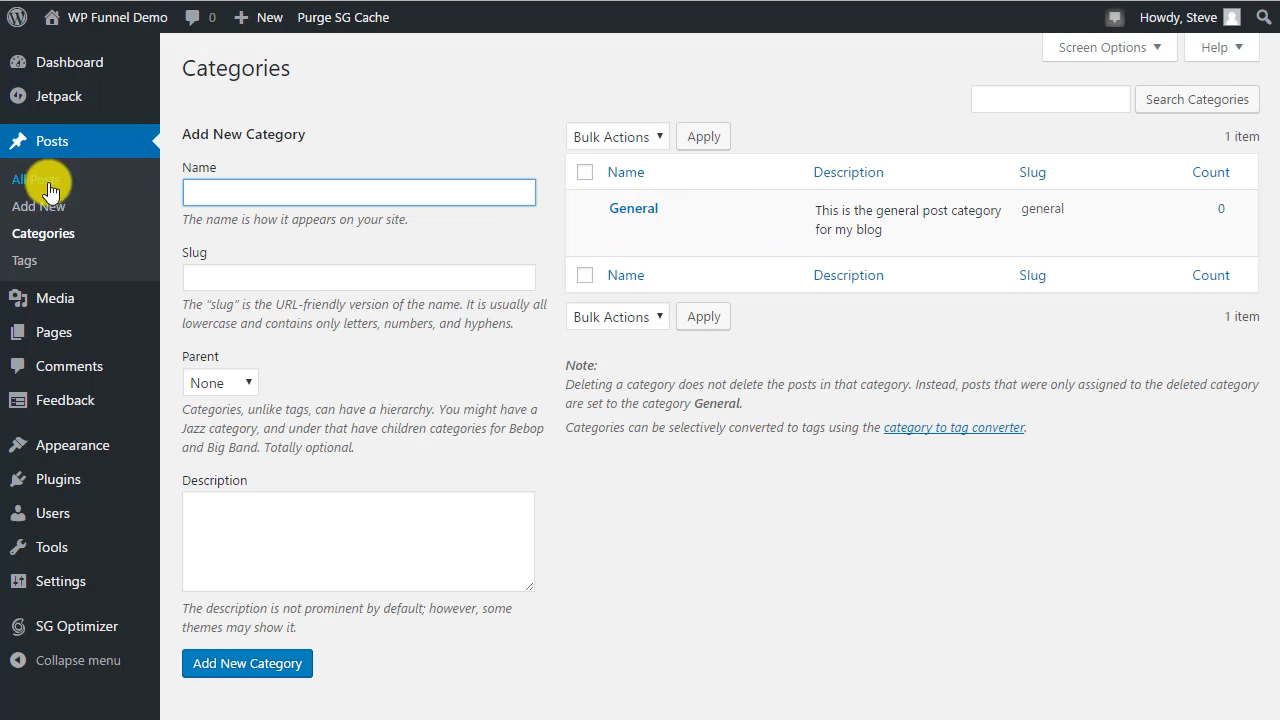 WP Funnel Demo 0 New Purge SG Cache Howdy, Steve
Screen Options Help
Dashboard
Jetpack
Posts
All Posts
Add New
Categories
Tags
Media
Pages
Comments
Feedback
Appearance
Plugins
Users
Tools
Settings
SG Optimizer
Collapse menu
Categories
Search Categories
Add New Category
Name
The name is how it appears on your site.
Slug
The “slug” is the URL-friendly version of the name. It is usually all
lowercase and contains only letters, numbers, and hyphens.
Parent
None
Categories, unlike tags, can have a hierarchy. You might have a
Jazz category, and under that have children categories for Bebop
and Big Band. Totally optional.
Description
The description is not prominent by default; however, some
themes may show it.
Add New Category
Bulk Actions Apply 1 item
Name Description Slug Count
General This is the general post category general 0
for my blog
Name Description Slug Count
Bulk Actions Apply 1 item
Note:
Deleting a category does not delete the posts in that category. Instead, posts that were only assigned to the deleted category
are set to the category General.
Categories can be selectively converted to tags using the category to tag converter.